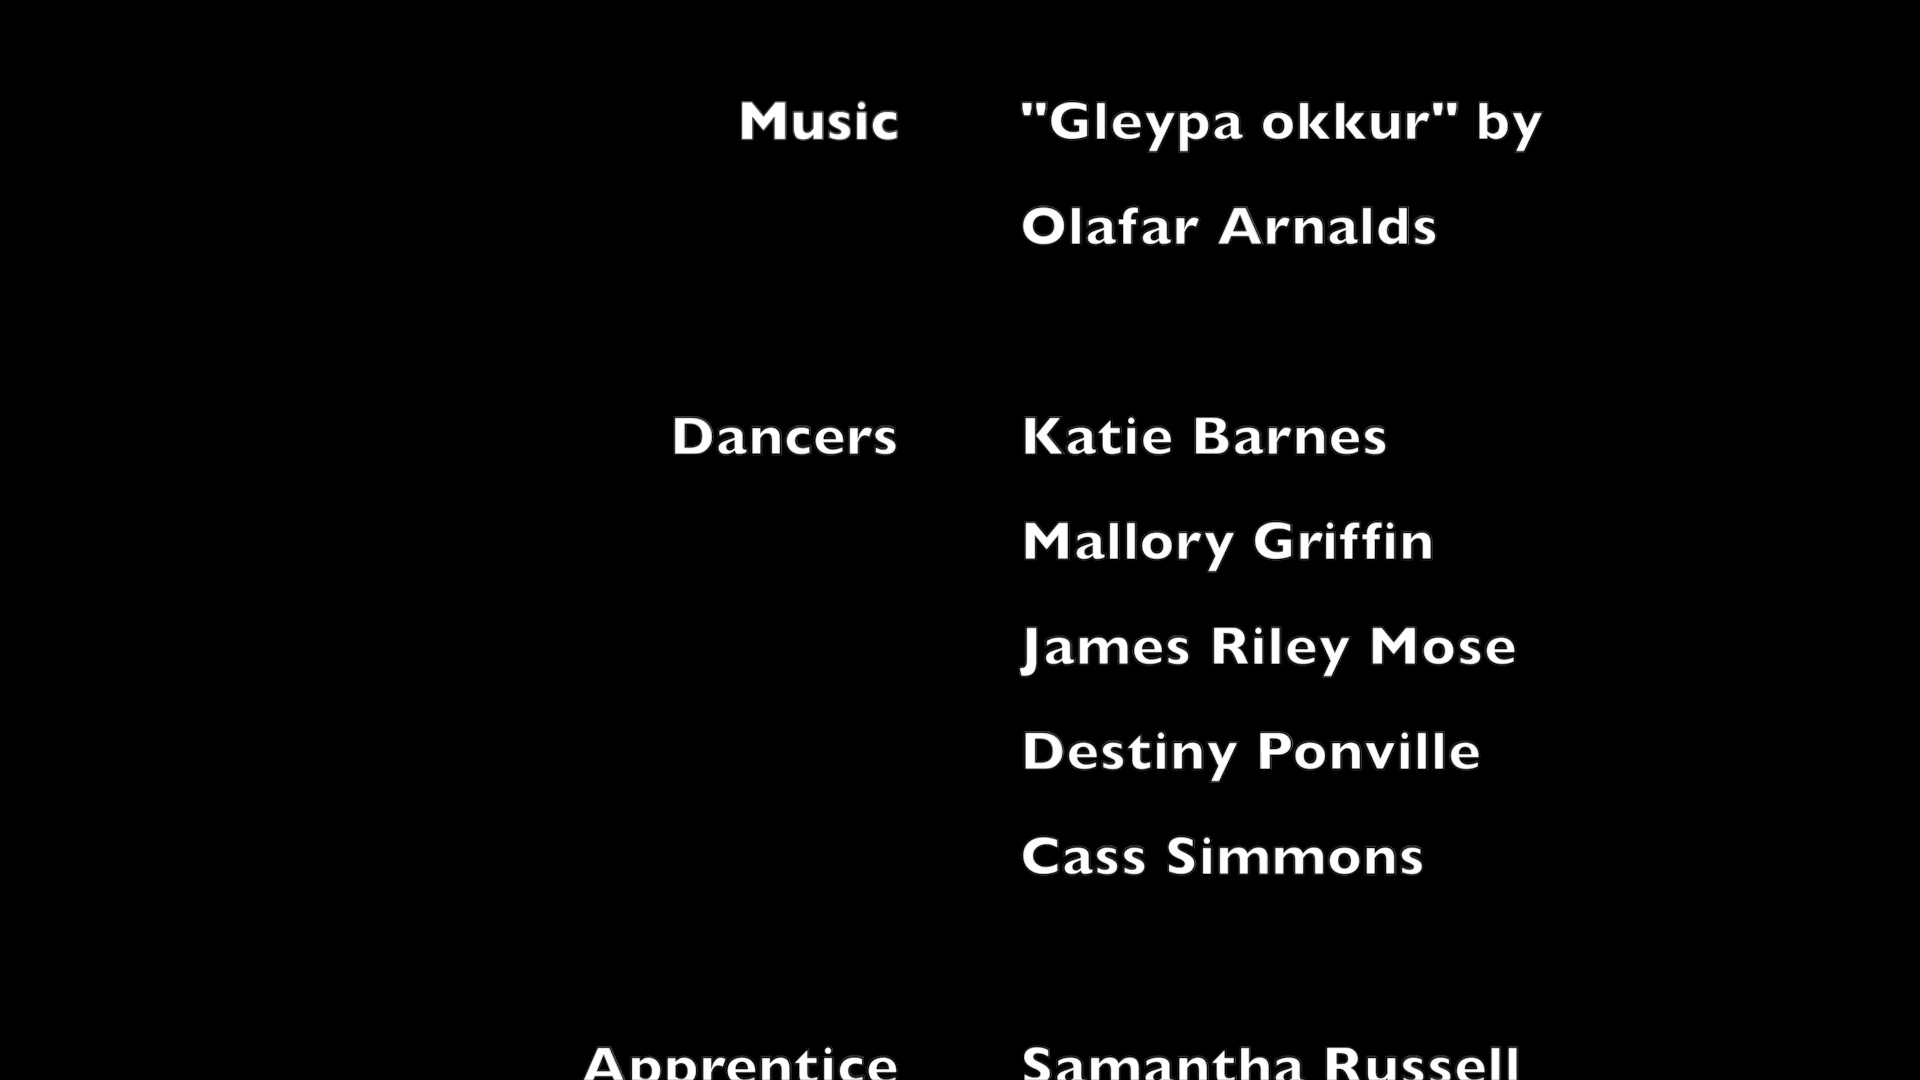 Music "Gleypa okkur" by
Olafar Arnalds
Dancers Katie Barnes
Mallory Griffin
James Riley Mose
Destiny Ponville
Cass Simmons
Apprentice Samantha Russell